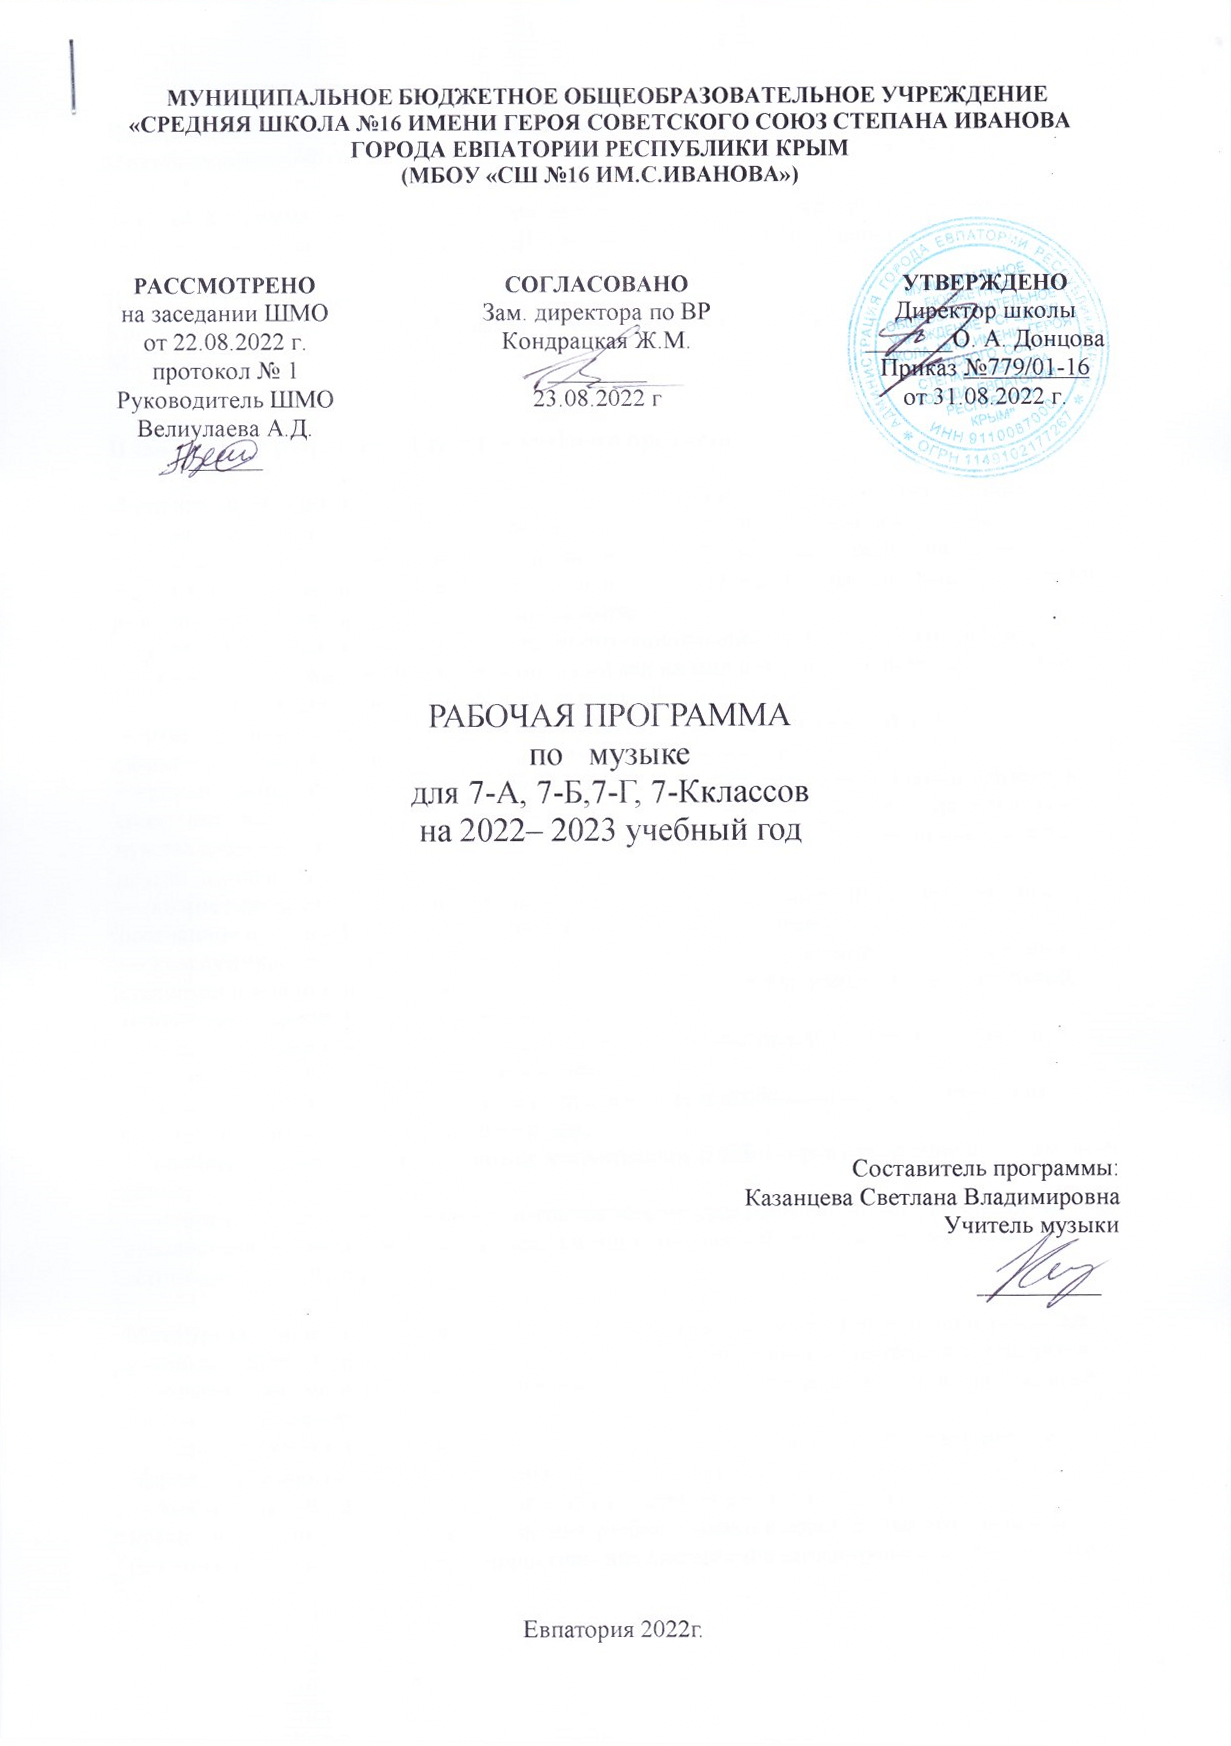 МУНИЦИПАЛЬНОЕ БЮДЖЕТНОЕ ОБЩЕОБРАЗОВАТЕЛЬНОЕ УЧРЕЖДЕНИЕ
«СРЕДНЯЯ ШКОЛА №16 ИМЕНИ ГЕРОЯ СОВЕТСКОГО СОЮЗ СТЕПАНА ИВАНОВА
ГОРОДА ЕВПАТОРИИ РЕСПУБЛИКИ КРЫМ
(МБОУ «СШ №16 ИМ.С.ИВАНОВА»)
РАССМОТРЕНО
на заседании ШМО
от 22.08.2022 г.
протокол № 1
Руководитель ШМО
Велиулаева А.Д.
СОГЛАСОВАНО
Зам. директора по ВР
Кондрацкая Ж.М.
23.08.2022 г
УТВЕРЖДЕНО
Директор школы
О. А. Донцова
Приказ №779/01-16
от 31.08.2022 г.
РАБОЧАЯ ПРОГРАММА
по музыке
для 7-А, 7-Б,7-Г, 7-Кклассов
на 2022– 2023 учебный год
Составитель программы:
Казанцева Светлана Владимировна
Учитель музыки
Евпатория 2022г.